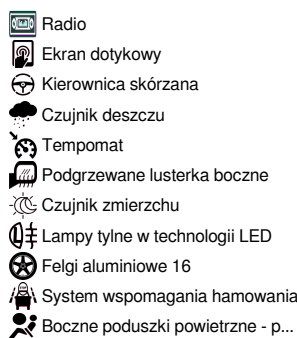 Radio
Ekran dotykowy
Kierownica skórzana
Czujnik deszczu
Tempomat
Podgrzewane lusterka boczne
Czujnik zmierzchu
Lampy tylne w technologii LED
Felgi aluminiowe 16
System wspomagania hamowania
Boczne poduszki powietrzne - p...